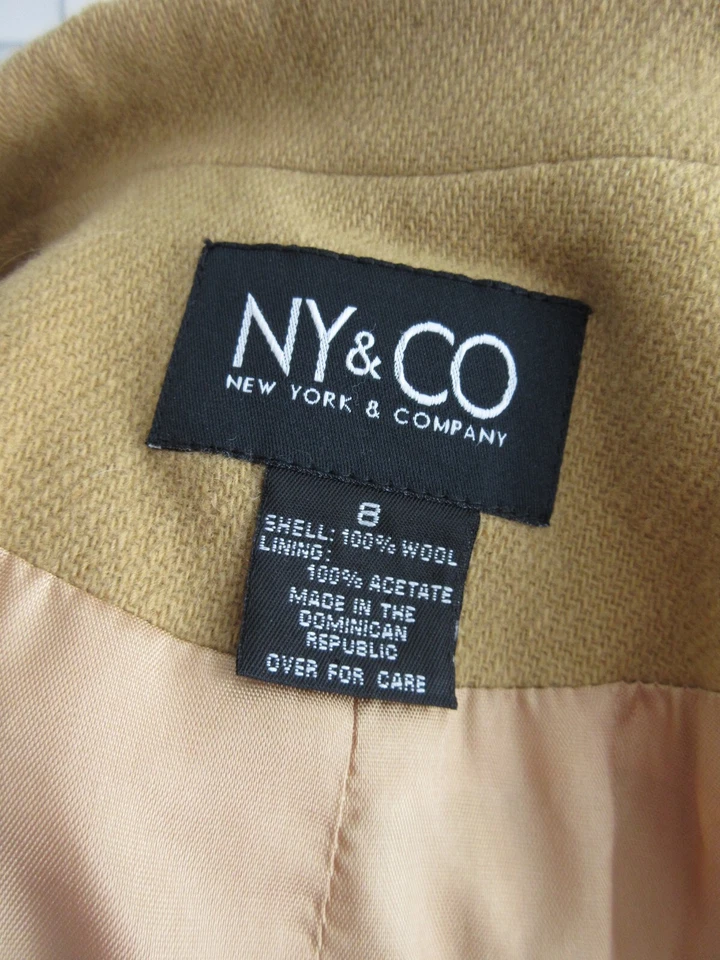 NY&CO
NEW YORK & COMPANY
8
SHELL: 100% WOOL
LINING:
100% ACETATE
MADE IN THE
DOMINICAN
REPUBLIC
OVER FOR CARE